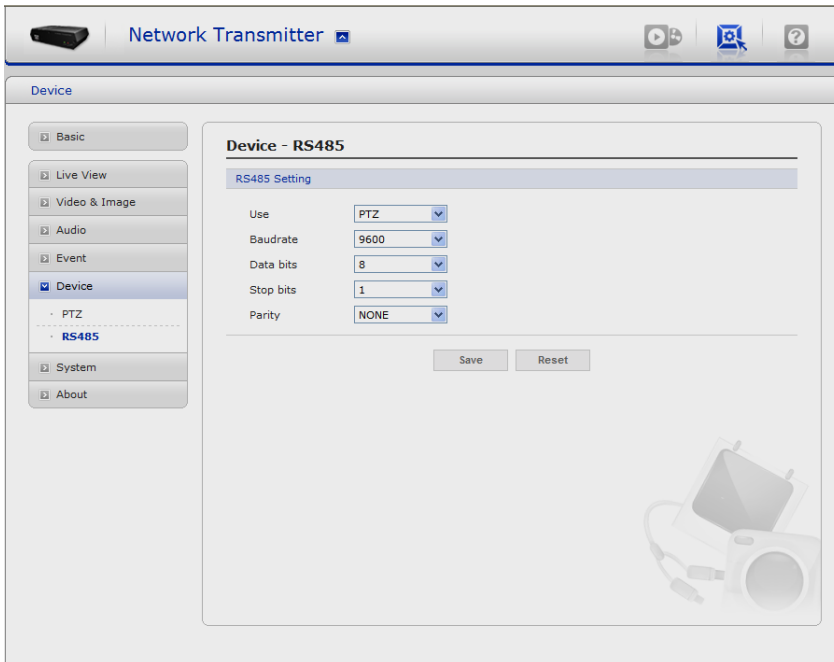 Network Transmitter
Device
Basic
Live View
Video & Image
Audio
Event
Device
· PTZ
· RS485
System
About
Device - RS485
RS485 Setting
Use PTZ
Baudrate 9600
Data bits 8
Stop bits 1
Parity NONE
Save Reset